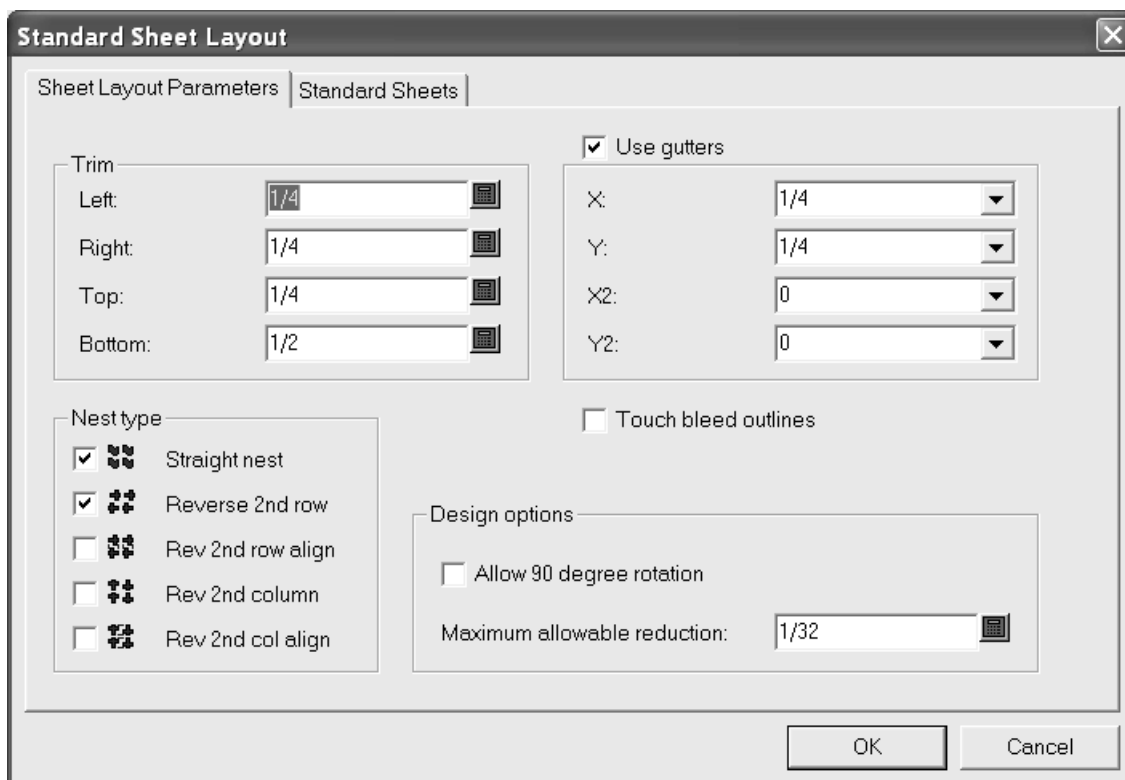 Standard Sheet Layout
Sheet Layout Parameters
Standard Sheets
Trim
Left: 1/4
Right: 1/4
Top: 1/4
Bottom: 1/2
Use gutters
X: 1/4
Y: 1/4
X2: 0
Y2: 0
Nest type
Straight nest
Reverse 2nd row
Rev 2nd row align
Rev 2nd column
Rev 2nd col align
Touch bleed outlines
Design options
Allow 90 degree rotation
Maximum allowable reduction: 1/32
OK
Cancel